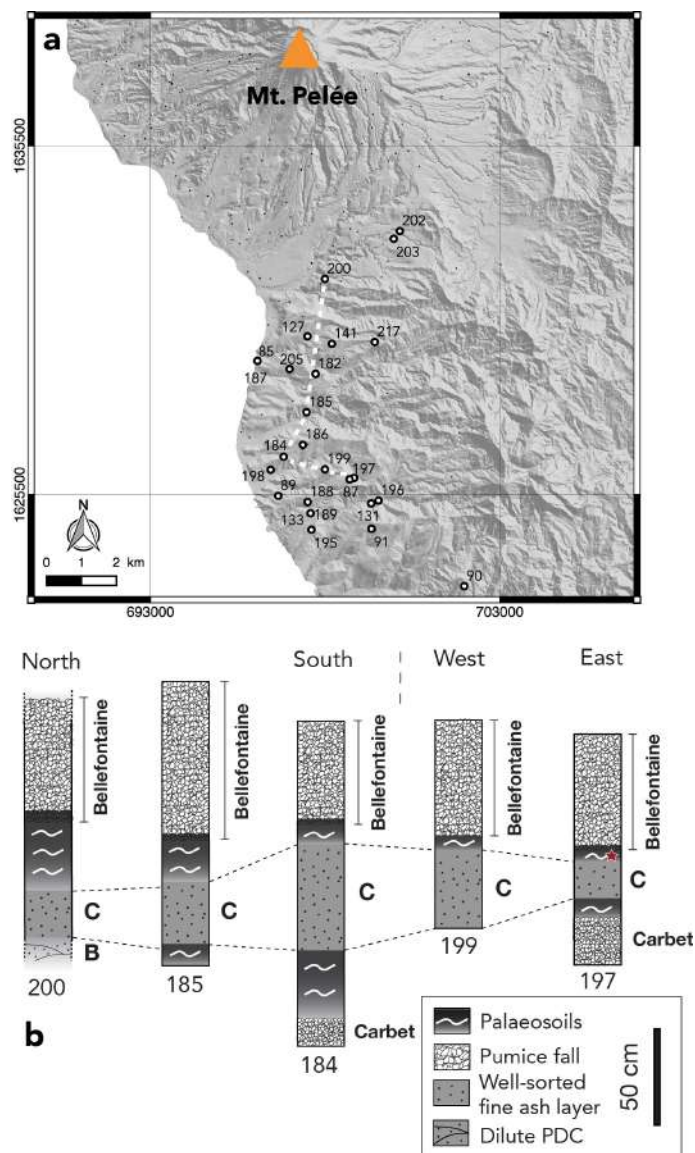 a
Mt. Pelée
1635500
202
203
200
127
141
217
85
205
187
182
185
186
184
199
198
197
87
89
188
196
133
189
131
195
91
90
1625500
N
0 1 2 km
693000
703000
North
South
West
East
Bellefontaine
Bellefontaine
Bellefontaine
Bellefontaine
Bellefontaine
C
C
C
C
B
Carbet
Carbet
200
185
184
199
197
b
Palaeosoils
Pumice fall
Well-sorted
fine ash layer
Dilute PDC
50 cm